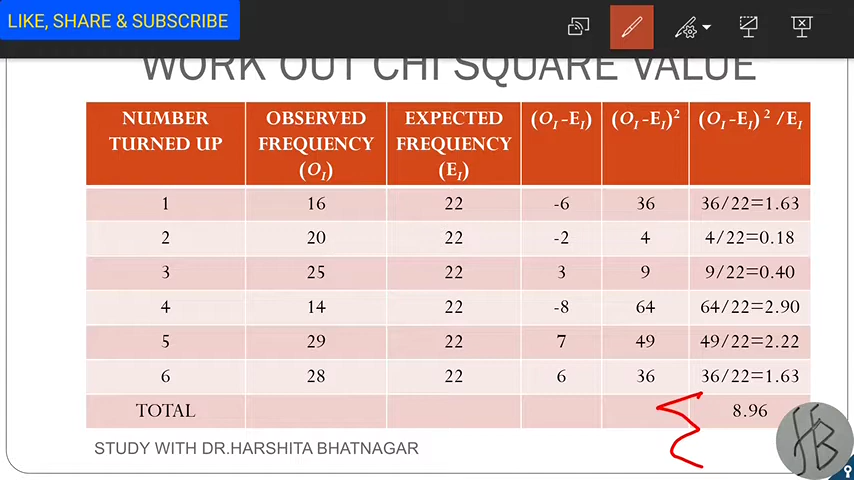 LIKE, SHARE & SUBSCRIBE
WORK OUT CHI SQUARE VALUE
NUMBER TURNED UP OBSERVED FREQUENCY (OI) EXPECTED FREQUENCY (EI) (OI -EI) (OI -EI)² (OI -EI) ² /EI
1 16 22 -6 36 36/22=1.63
2 20 22 -2 4 4/22=0.18
3 25 22 3 9 9/22=0.40
4 14 22 -8 64 64/22=2.90
5 29 22 7 49 49/22=2.22
6 28 22 6 36 36/22=1.63
TOTAL Σ 8.96
STUDY WITH DR.HARSHITA BHATNAGAR
HB